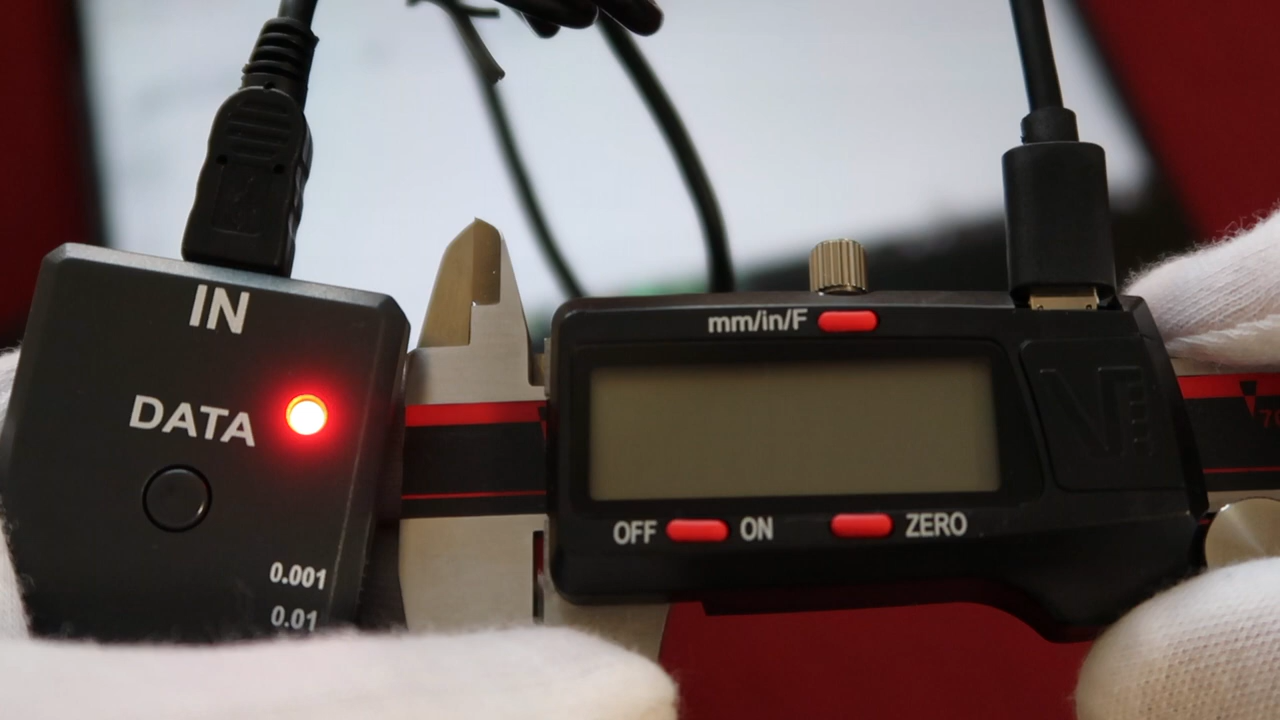 IN
DATA
0.001
0.01
mm/in/F
OFF
ON
ZERO